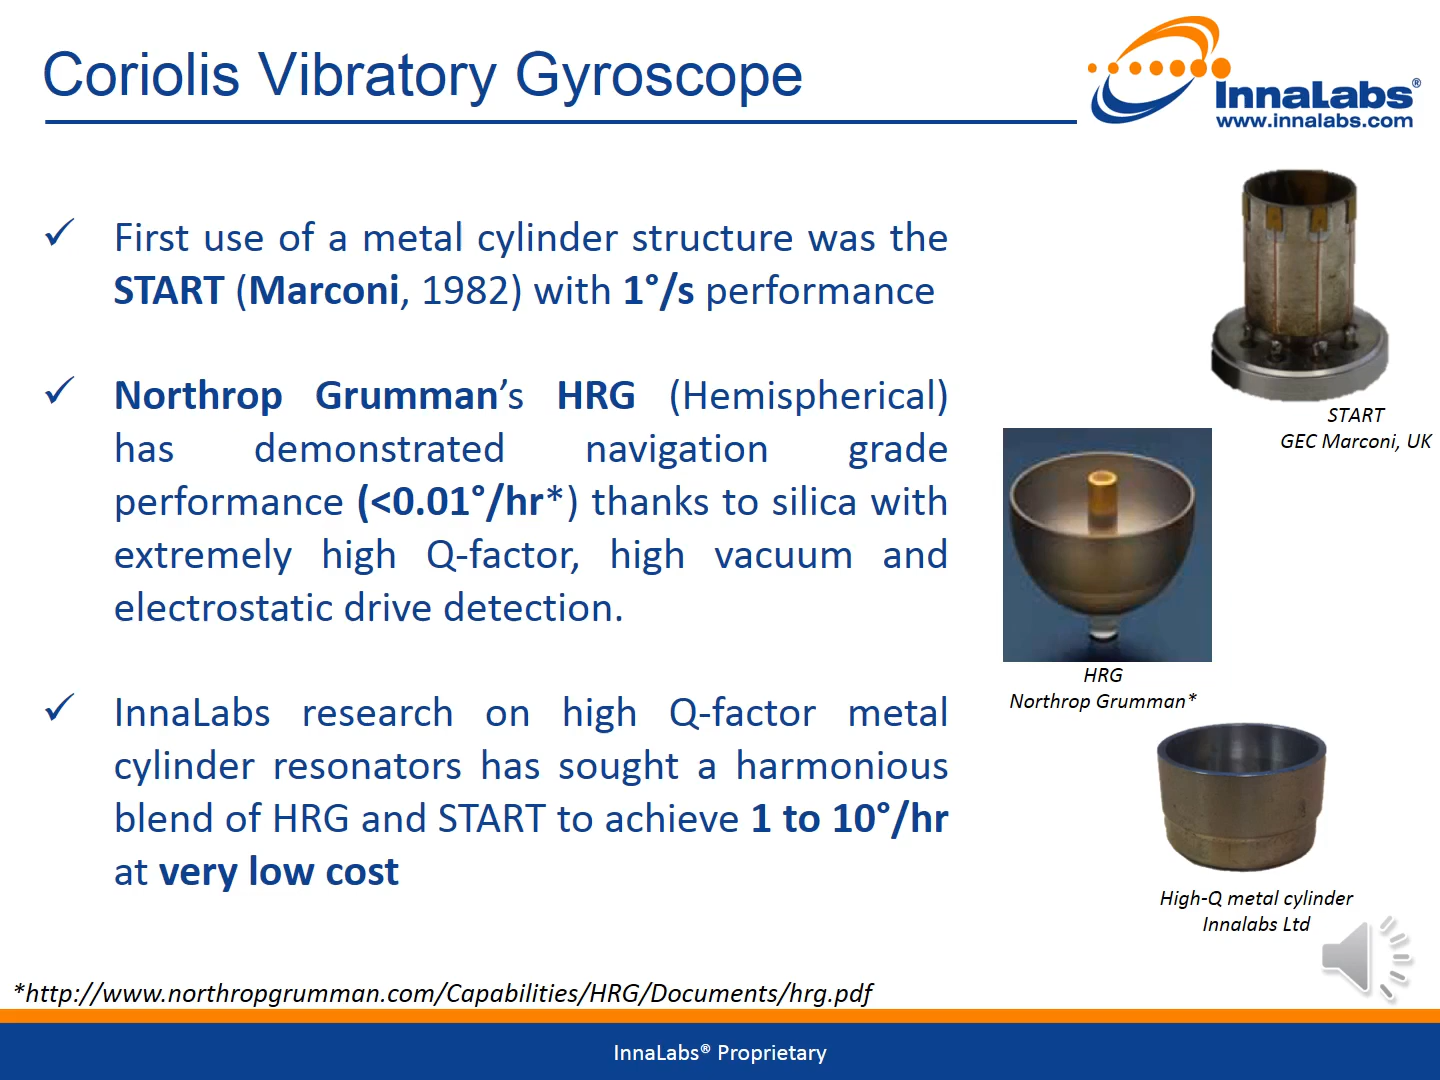 Coriolis Vibratory Gyroscope
InnaLabs®
www.innalabs.com
✓ First use of a metal cylinder structure was the
START (Marconi, 1982) with 1°/s performance
START
GEC Marconi, UK
✓ Northrop Grumman’s HRG (Hemispherical)
has demonstrated navigation grade
performance (<0.01°/hr*) thanks to silica with
extremely high Q-factor, high vacuum and
electrostatic drive detection.
HRG
Northrop Grumman*
✓ InnaLabs research on high Q-factor metal
cylinder resonators has sought a harmonious
blend of HRG and START to achieve 1 to 10°/hr
at very low cost
High-Q metal cylinder
Innalabs Ltd
*http://www.northropgrumman.com/Capabilities/HRG/Documents/hrg.pdf
InnaLabs® Proprietary